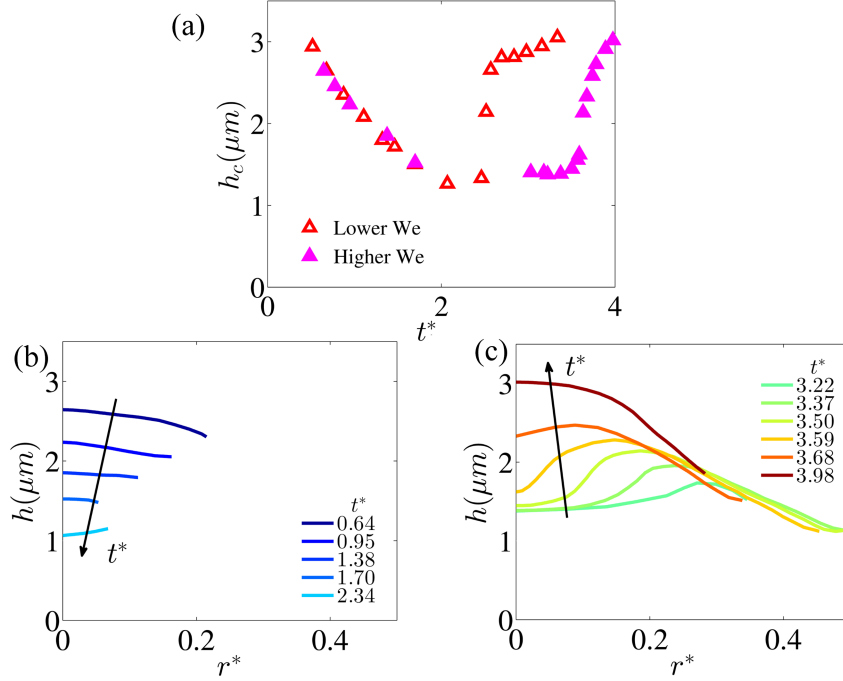 (a)
h_c(μm)
3
2
1
0
Lower We
Higher We
0
2
4
t*
(b)
h(μm)
3
2
1
0
t*
t*
0.64
0.95
1.38
1.70
2.34
0
0.2
0.4
r*
(c)
h(μm)
3
2
1
0
t*
t*
3.22
3.37
3.50
3.59
3.68
3.98
0
0.2
0.4
r*